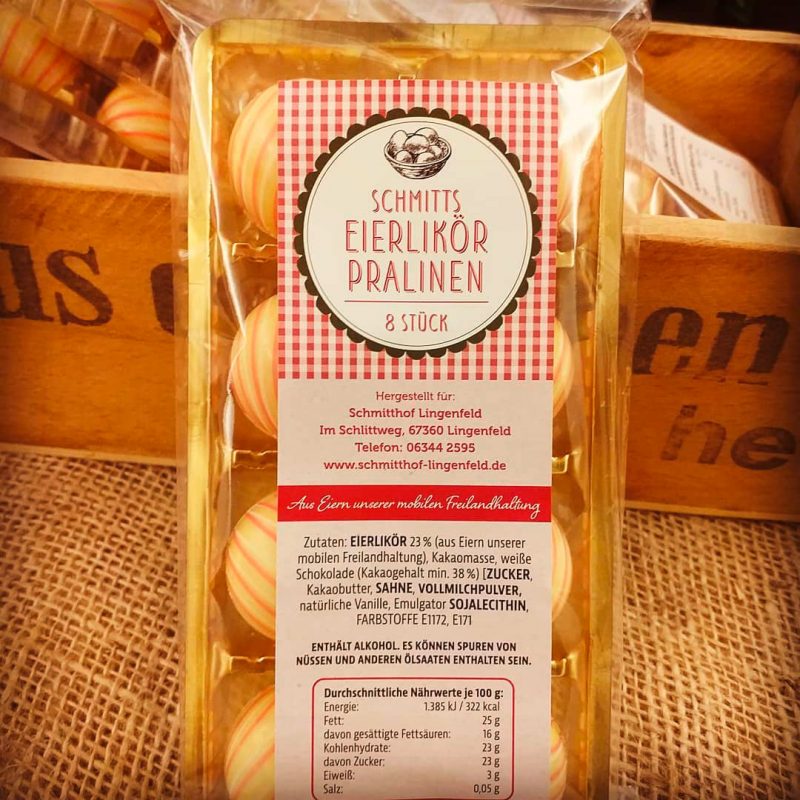 SCHMITTS
EIERLIKÖR
PRALINEN
8 STÜCK
Hergestellt für:
Schmitthof Lingenfeld
Im Schlittweg, 67360 Lingenfeld
Telefon: 06344 2595
www.schmitthof-lingenfeld.de
Aus Eiern unserer mobilen Freilandhaltung
Zutaten: EIERLIKÖR 23 % (aus Eiern unserer
mobilen Freilandhaltung), Kakaomasse, weiße
Schokolade (Kakaogehalt min. 38 %) [ZUCKER,
Kakaobutter, SAHNE, VOLLMILCHPULVER,
natürliche Vanille, Emulgator SOJALECITHIN,
FARBSTOFFE E1172, E171
ENTHÄLT ALKOHOL. ES KÖNNEN SPUREN VON
NÜSSEN UND ANDEREN ÖLSAATEN ENTHALTEN SEIN.
Durchschnittliche Nährwerte je 100 g:
Energie: 1.385 kJ / 322 kcal
Fett: 25 g
davon gesättigte Fettsäuren: 16 g
Kohlenhydrate: 23 g
davon Zucker: 23 g
Eiweiß: 3 g
Salz: 0,05 g